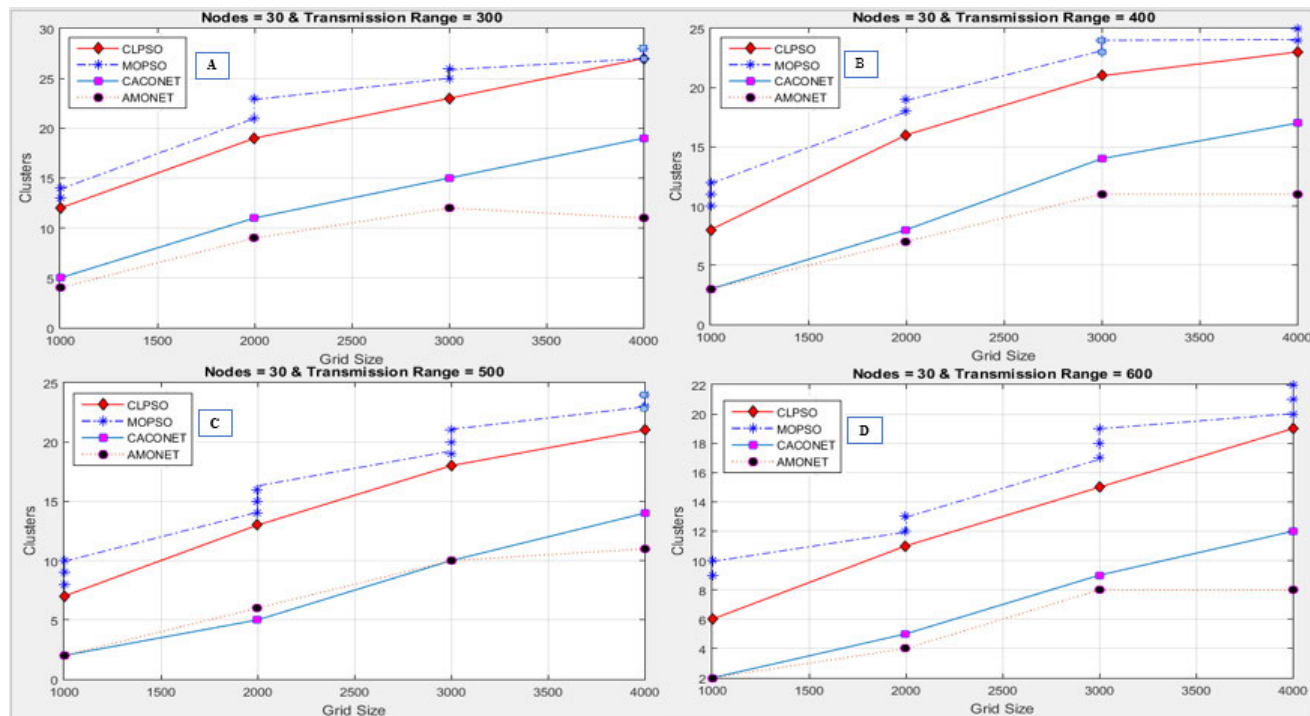 Nodes = 30 & Transmission Range = 300
30
25
20
15
10
5
0
Clusters
CLPSO
MOPSO
CACONET
AMONET
A
1000
1500
2000
2500
3000
3500
4000
Grid Size
Nodes = 30 & Transmission Range = 400
25
20
15
10
5
0
Clusters
CLPSO
MOPSO
CACONET
AMONET
B
1000
1500
2000
2500
3000
3500
4000
Grid Size
Nodes = 30 & Transmission Range = 500
25
20
15
10
5
0
Clusters
CLPSO
MOPSO
CACONET
AMONET
C
1000
1500
2000
2500
3000
3500
4000
Grid Size
Nodes = 30 & Transmission Range = 600
22
20
18
16
14
12
10
8
6
4
2
Clusters
CLPSO
MOPSO
CACONET
AMONET
D
1000
1500
2000
2500
3000
3500
4000
Grid Size